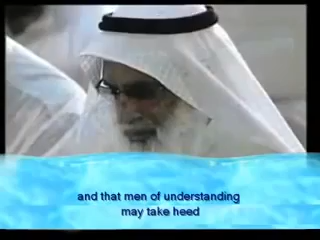 and that men of understanding
may take heed